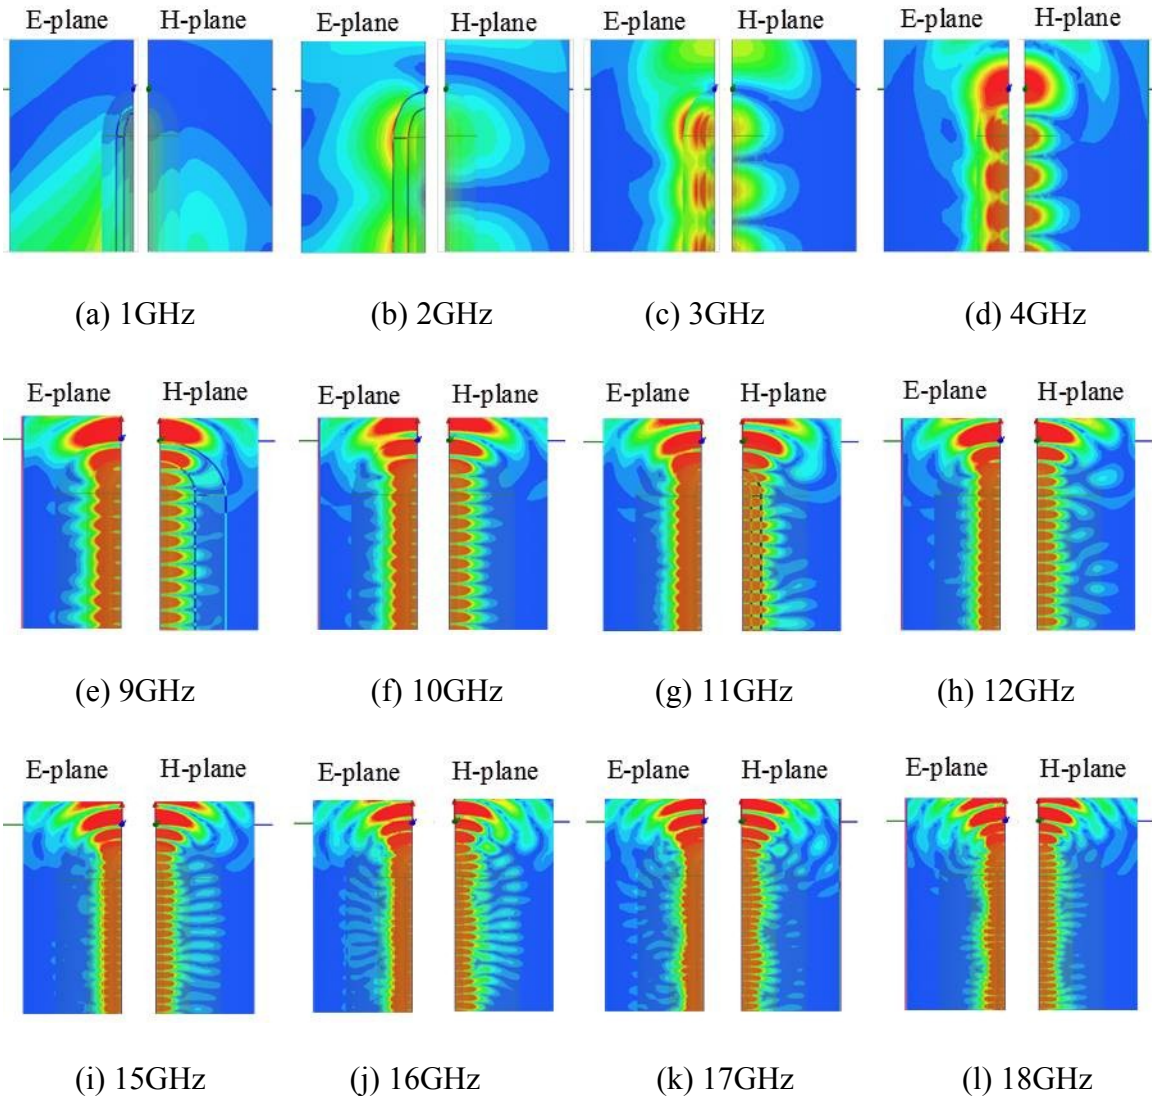 E-plane H-plane E-plane H-plane E-plane H-plane E-plane H-plane
(a) 1GHz (b) 2GHz (c) 3GHz (d) 4GHz
E-plane H-plane E-plane H-plane E-plane H-plane E-plane H-plane
(e) 9GHz (f) 10GHz (g) 11GHz (h) 12GHz
E-plane H-plane E-plane H-plane E-plane H-plane E-plane H-plane
(i) 15GHz (j) 16GHz (k) 17GHz (l) 18GHz